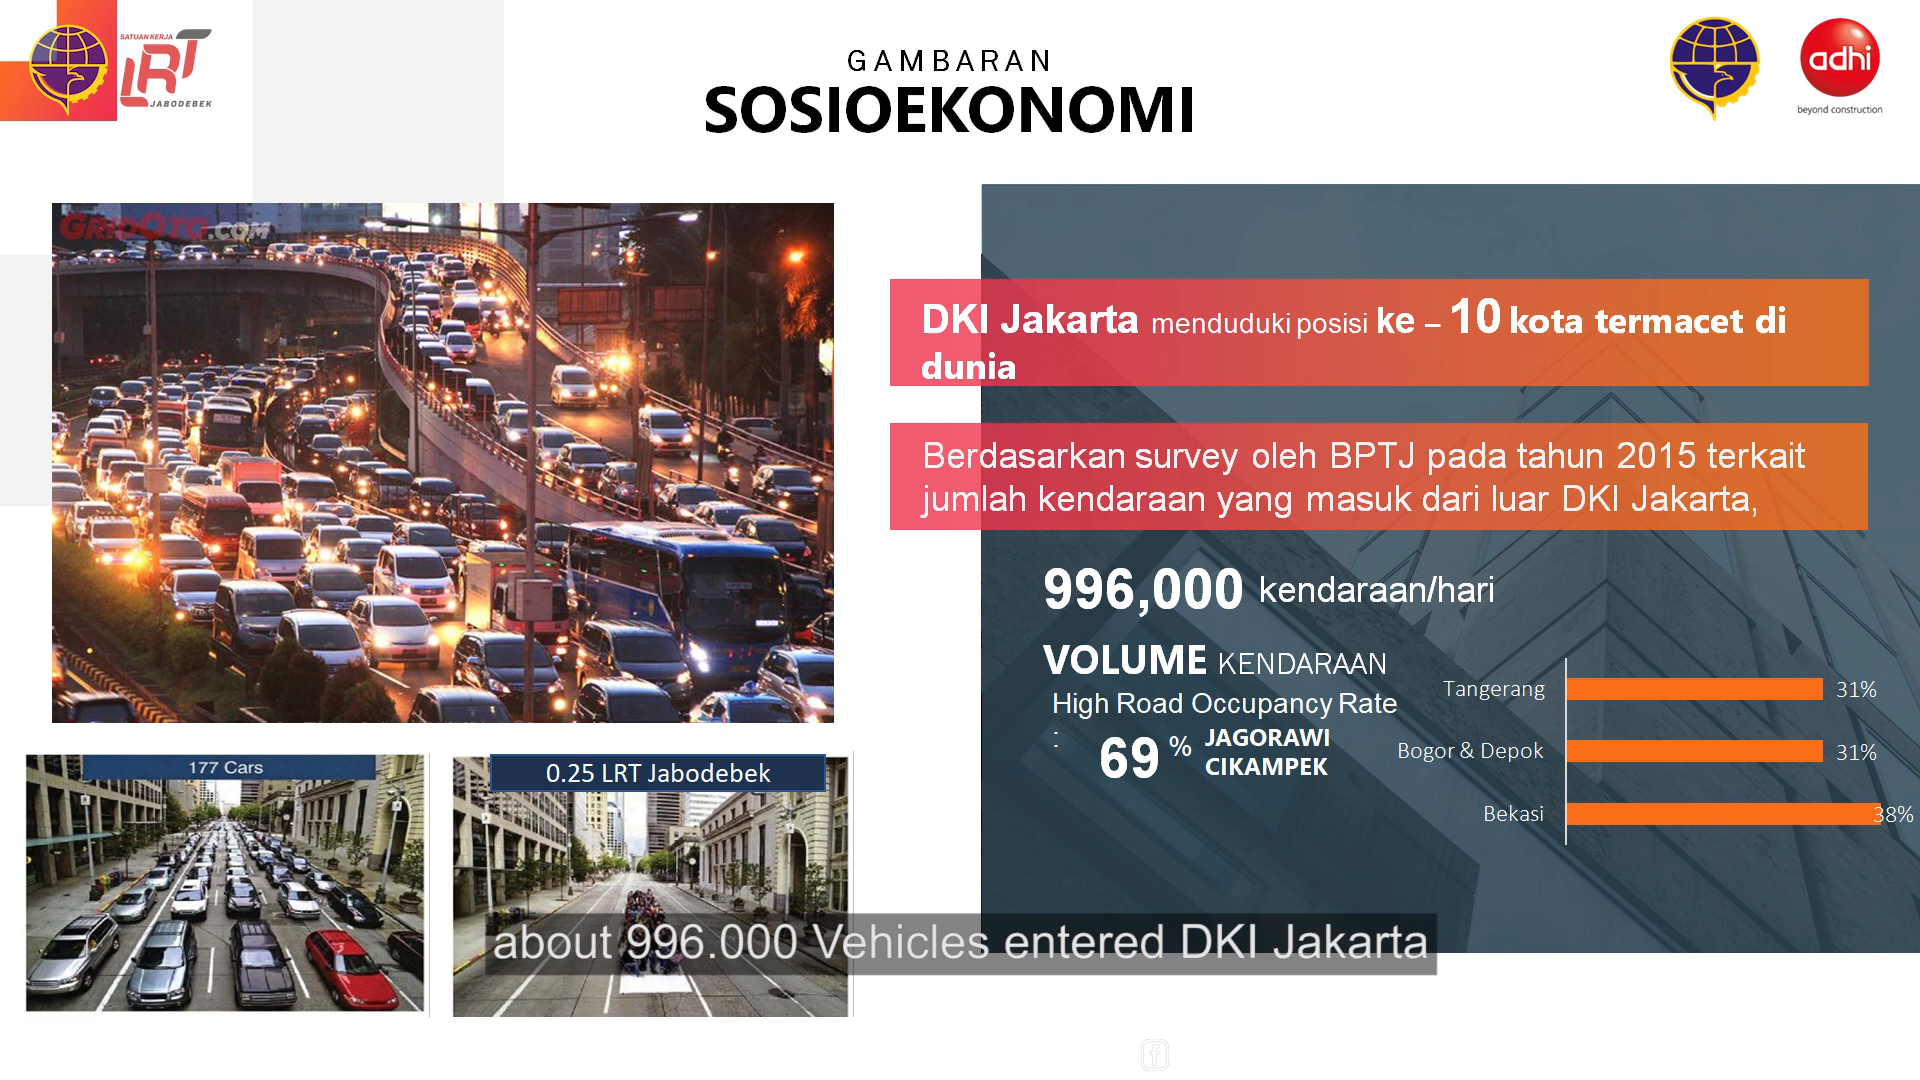 SATUAN KERJA
LRT
JABODEBEK
GAMBARAN
SOSIOEKONOMI
adhi
beyond construction
GRIDOTO.COM
DKI Jakarta menduduki posisi ke – 10 kota termacet di
dunia
Berdasarkan survey oleh BPTJ pada tahun 2015 terkait
jumlah kendaraan yang masuk dari luar DKI Jakarta,
996,000 kendaraan/hari
VOLUME KENDARAAN
High Road Occupancy Rate
:
69 % JAGORAWI
CIKAMPEK
Tangerang 31%
Bogor & Depok 31%
Bekasi 38%
177 Cars
0.25 LRT Jabodebek
about 996.000 Vehicles entered DKI Jakarta